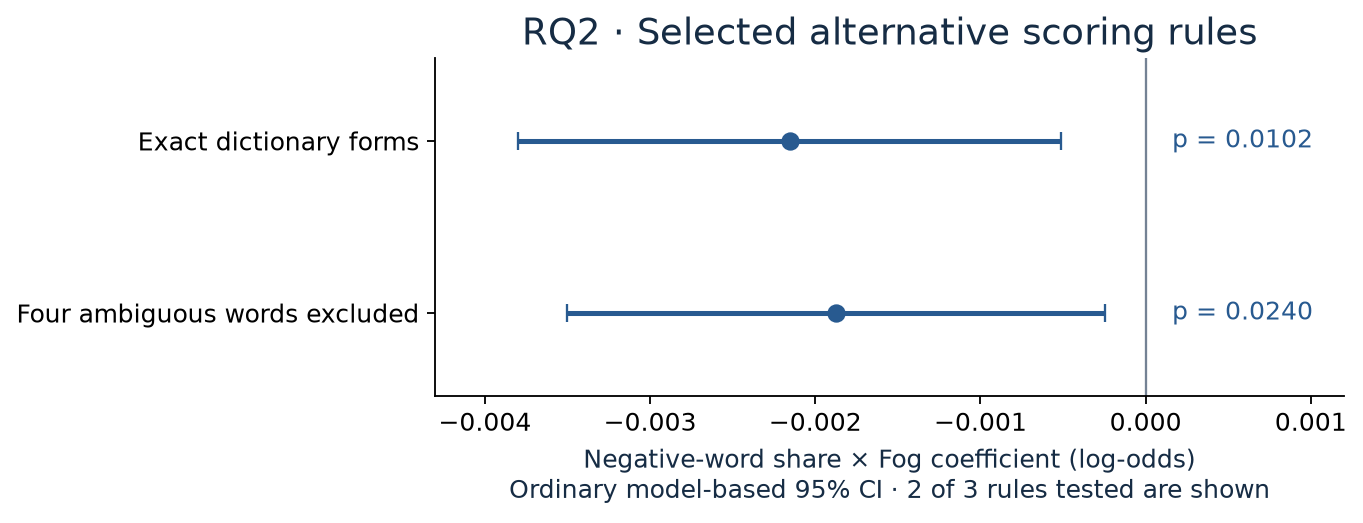 RQ2 · Selected alternative scoring rules
Exact dictionary forms
p = 0.0102
Four ambiguous words excluded
p = 0.0240
−0.004 −0.003 −0.002 −0.001 0.000 0.001
Negative-word share × Fog coefficient (log-odds)
Ordinary model-based 95% CI · 2 of 3 rules tested are shown